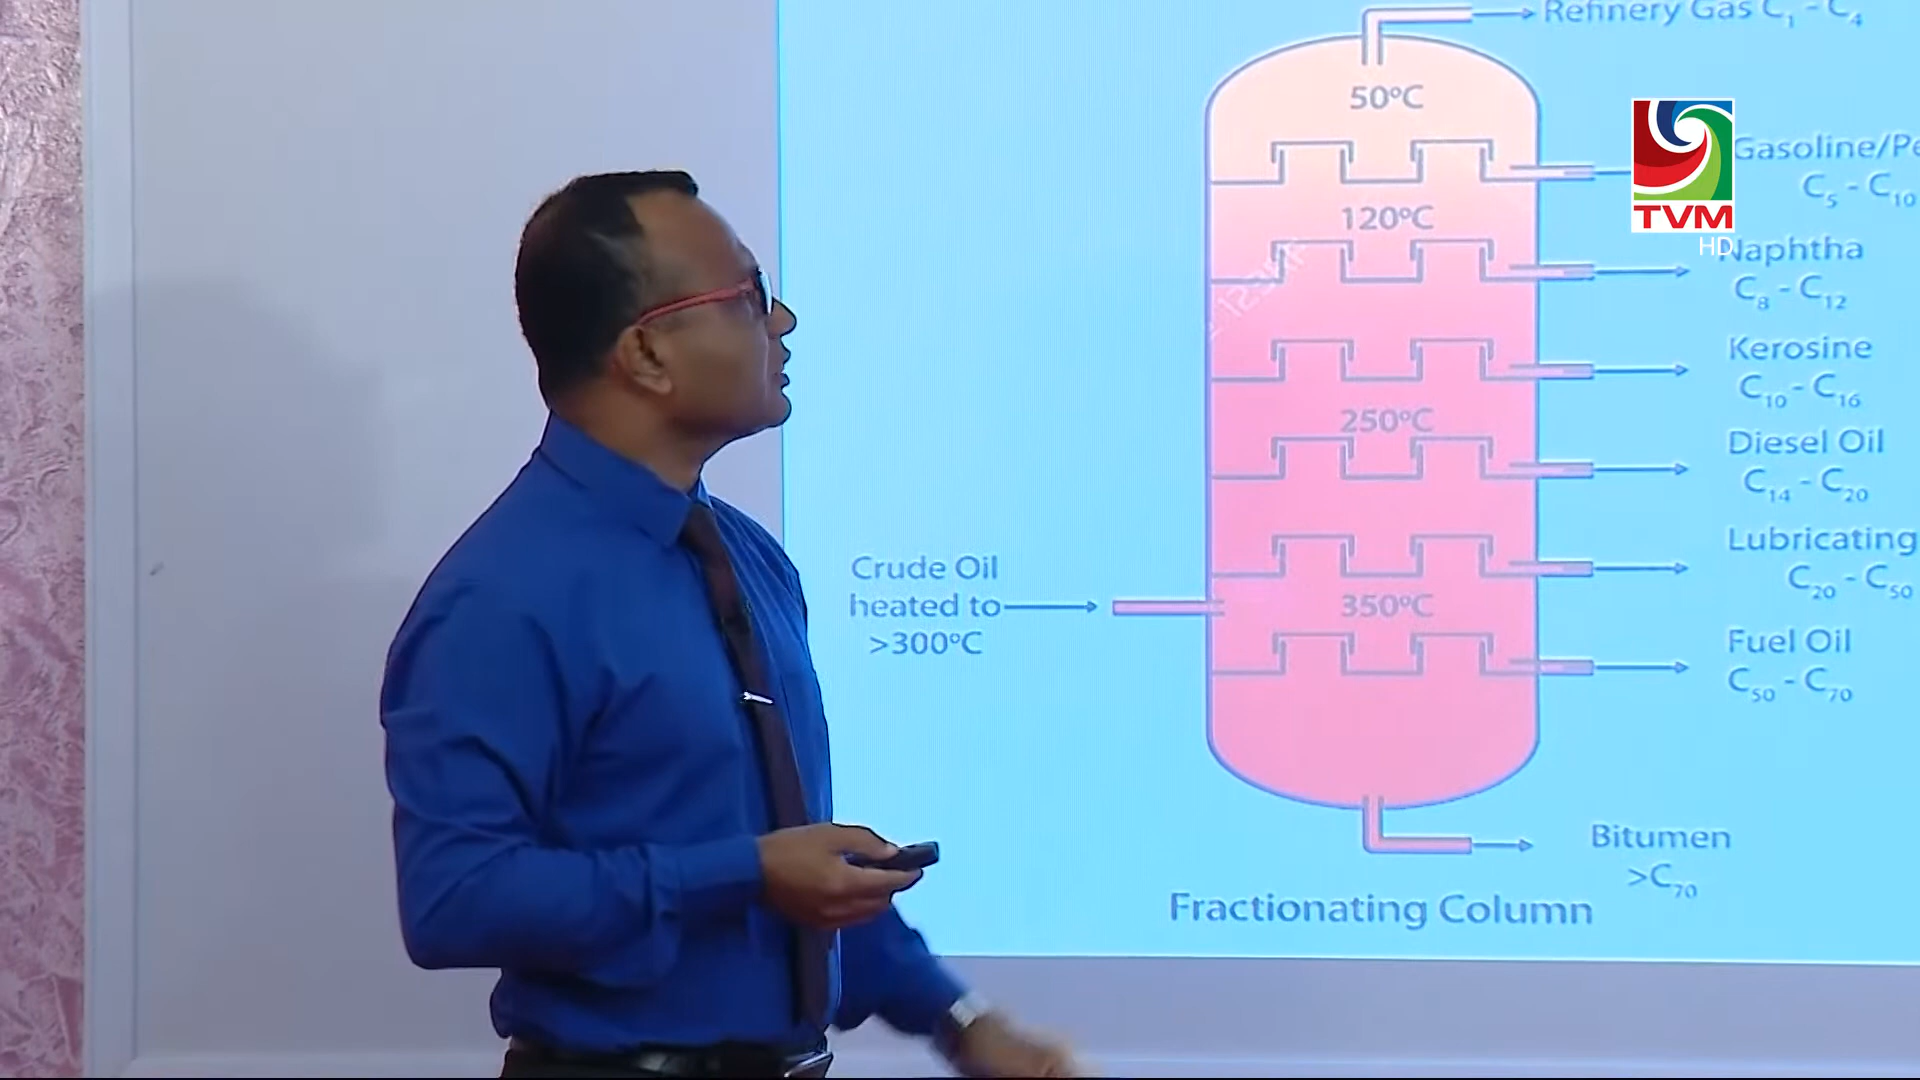 Refinery Gas C₁ - C₄
50°C
Gasoline/Pe
C₅ - C₁₀
TVM
HD
120°C
Naphtha
C₈ - C₁₂
Kerosine
C₁₀ - C₁₆
250°C
Diesel Oil
C₁₄ - C₂₀
Lubricating
C₂₀ - C₅₀
Crude Oil
heated to
>300°C
350°C
Fuel Oil
C₅₀ - C₇₀
Bitumen
>C₇₀
Fractionating Column